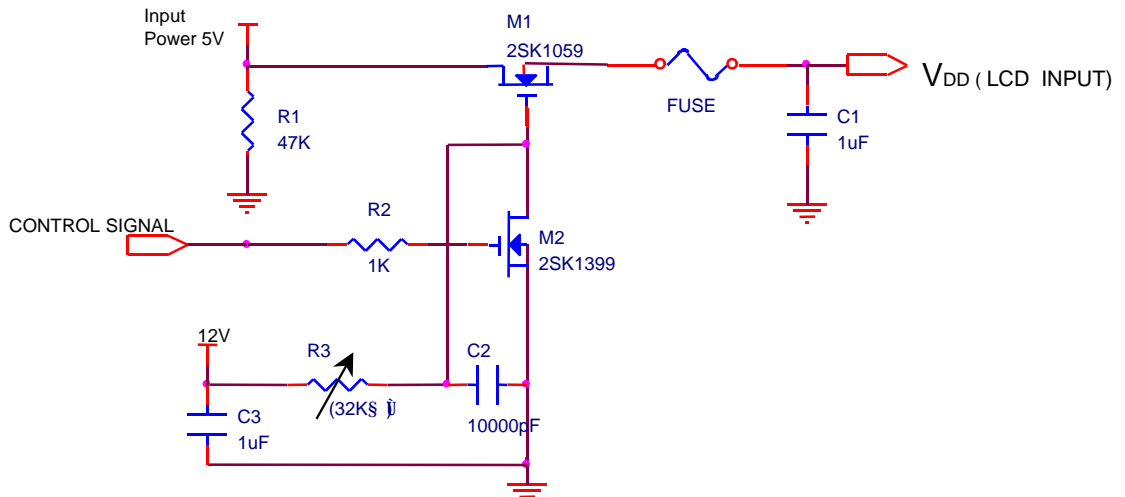 Input
Power 5V
M1
2SK1059
FUSE
VDD ( LCD INPUT)
R1
47K
C1
1uF
CONTROL SIGNAL
R2
1K
M2
2SK1399
12V
R3
(32K§ Ù)
C2
10000pF
C3
1uF